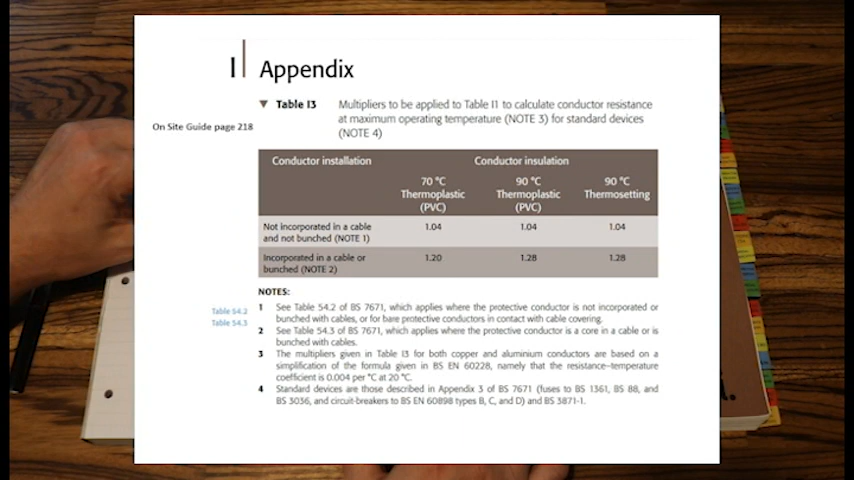 I Appendix
▼ Table I3 Multipliers to be applied to Table I1 to calculate conductor resistance
at maximum operating temperature (NOTE 3) for standard devices
On Site Guide page 218
(NOTE 4)
Conductor installation Conductor insulation
70 °C 90 °C 90 °C
Thermoplastic Thermoplastic Thermosetting
(PVC) (PVC)
Not incorporated in a cable 1.04 1.04 1.04
and not bunched (NOTE 1)
Incorporated in a cable or 1.20 1.28 1.28
bunched (NOTE 2)
NOTES:
Table 54.2 1 See Table 54.2 of BS 7671, which applies where the protective conductor is not incorporated or
Table 54.3 bunched with cables, or for bare protective conductors in contact with cable covering.
2 See Table 54.3 of BS 7671, which applies where the protective conductor is a core in a cable or is
bunched with cables.
3 The multipliers given in Table I3 for both copper and aluminium conductors are based on a
simplification of the formula given in BS EN 60228, namely that the resistance–temperature
coefficient is 0.004 per °C at 20 °C.
4 Standard devices are those described in Appendix 3 of BS 7671 (fuses to BS 1361, BS 88, and
BS 3036, and circuit-breakers to BS EN 60898 types B, C, and D) and BS 3871-1.